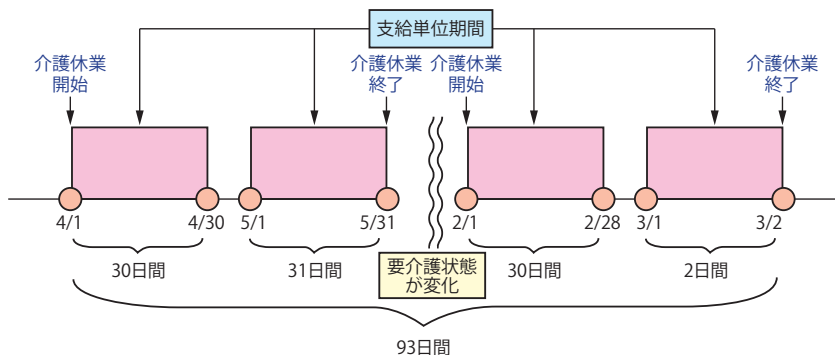 支給単位期間
介護休業
開始
介護休業
終了
介護休業
開始
介護休業
終了
4/1
4/30
5/1
5/31
2/1
2/28
3/1
3/2
30日間
31日間
要介護状態
が変化
30日間
2日間
93日間